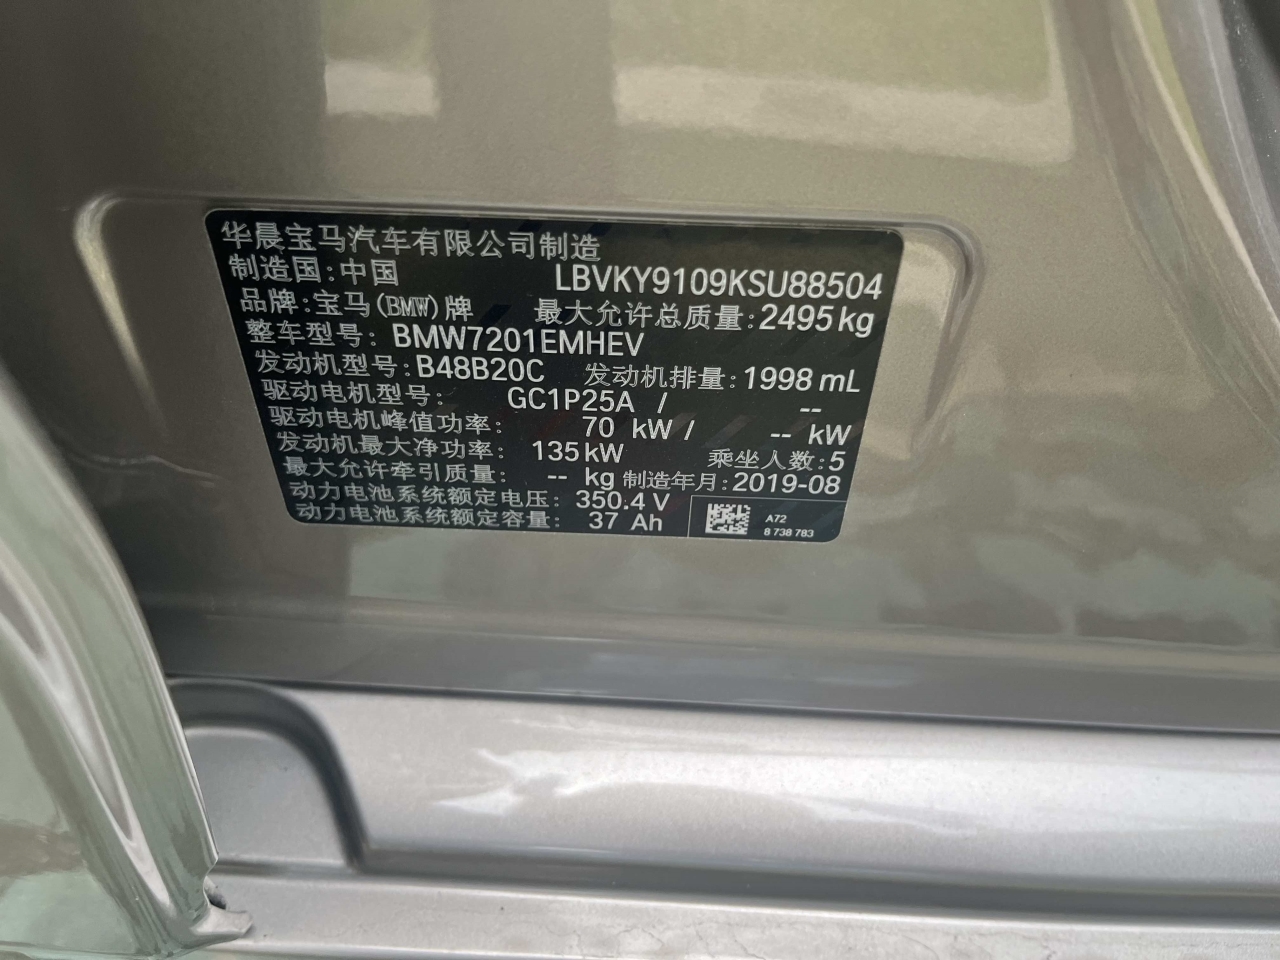 华晨宝马汽车有限公司制造
制造国:中国 LBVKY9109KSU88504
品牌:宝马(BMW)牌 最大允许总质量:2495kg
整车型号: BMW7201EMHEV
发动机型号:B48B20C 发动机排量:1998 mL
驱动电机型号: GC1P25A / --
驱动电机峰值功率: 70 kW / -- kW
发动机最大净功率: 135kW 乘坐人数:5
最大允许牵引质量: -- kg 制造年月:2019-08
动力电池系统额定电压: 350.4 V
动力电池系统额定容量: 37 Ah
A72
8 738 783